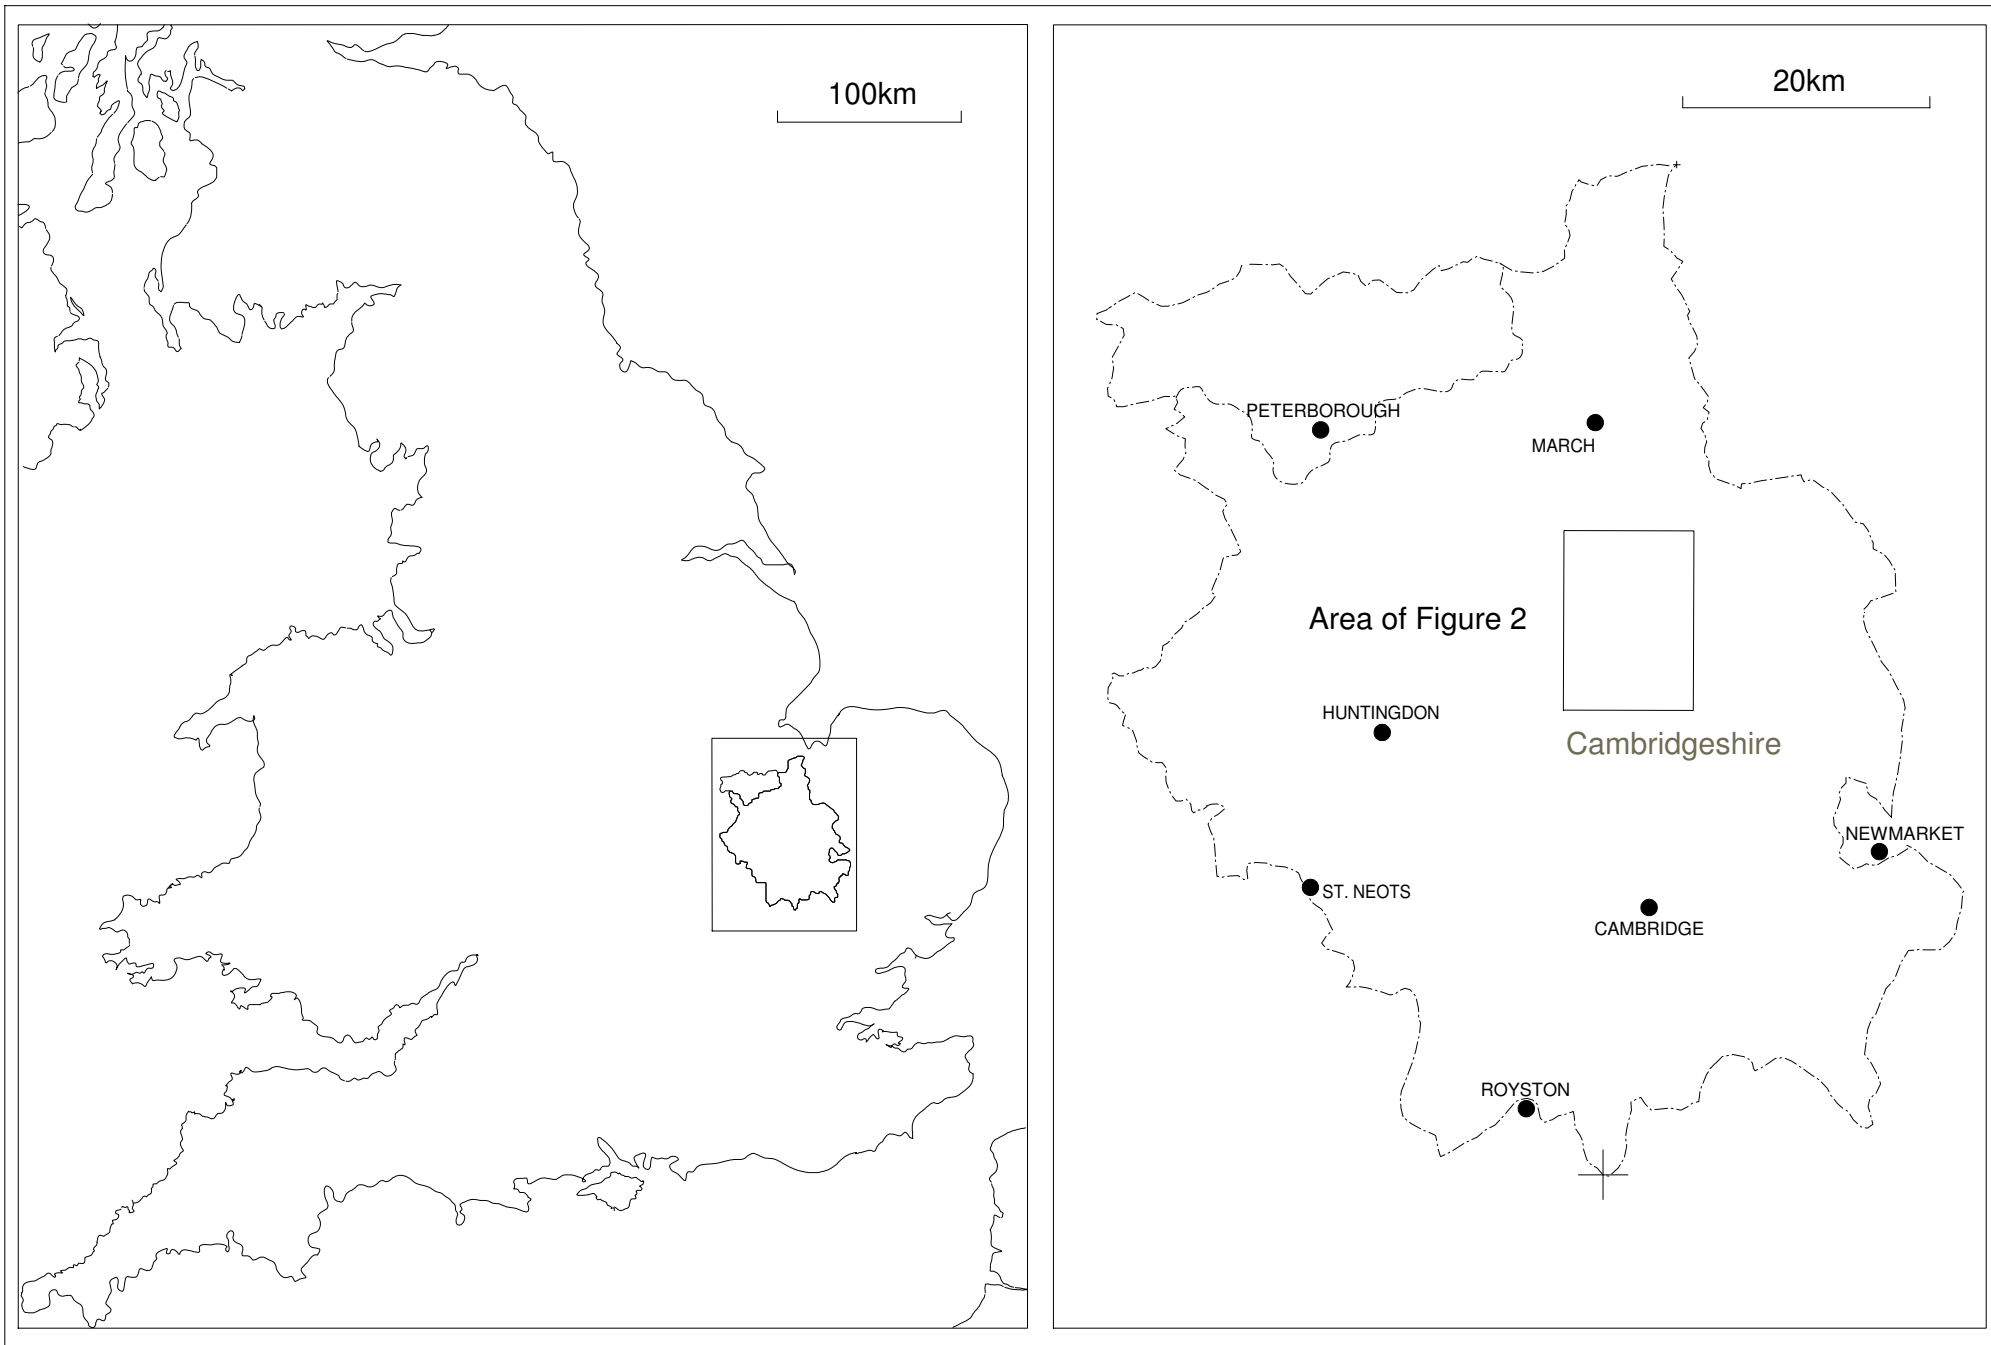 100km
20km
PETERBOROUGH
MARCH
Area of Figure 2
HUNTINGDON
Cambridgeshire
NEWMARKET
ST. NEOTS
CAMBRIDGE
ROYSTON